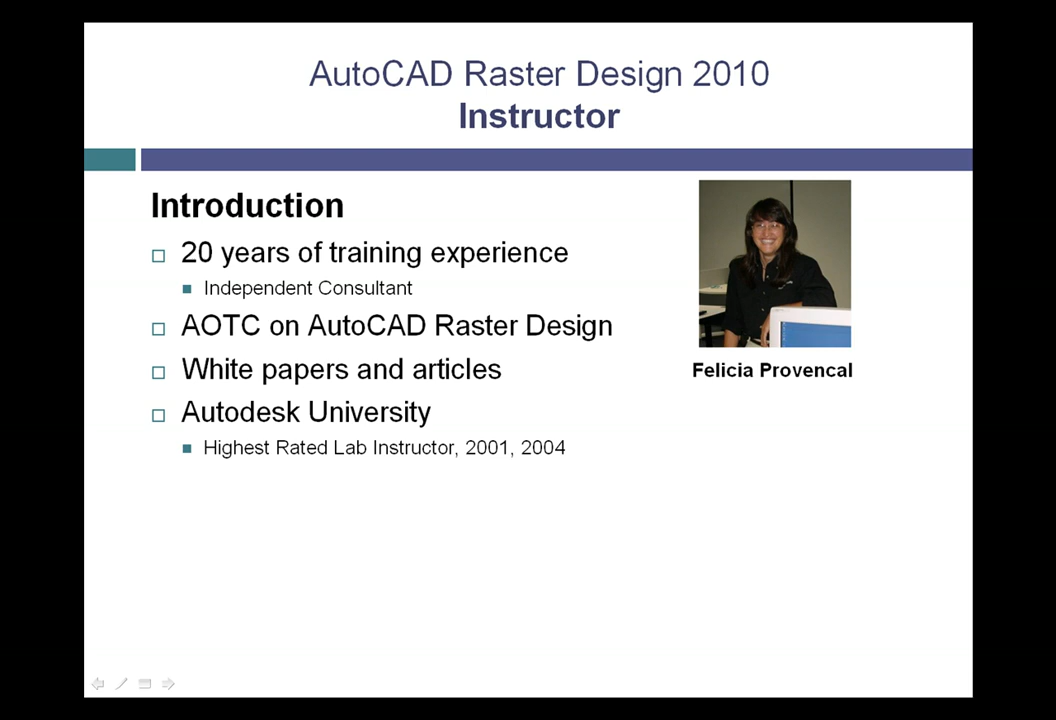 AutoCAD Raster Design 2010
Instructor
Introduction
20 years of training experience
Independent Consultant
AOTC on AutoCAD Raster Design
White papers and articles
Autodesk University
Highest Rated Lab Instructor, 2001, 2004
Felicia Provencal